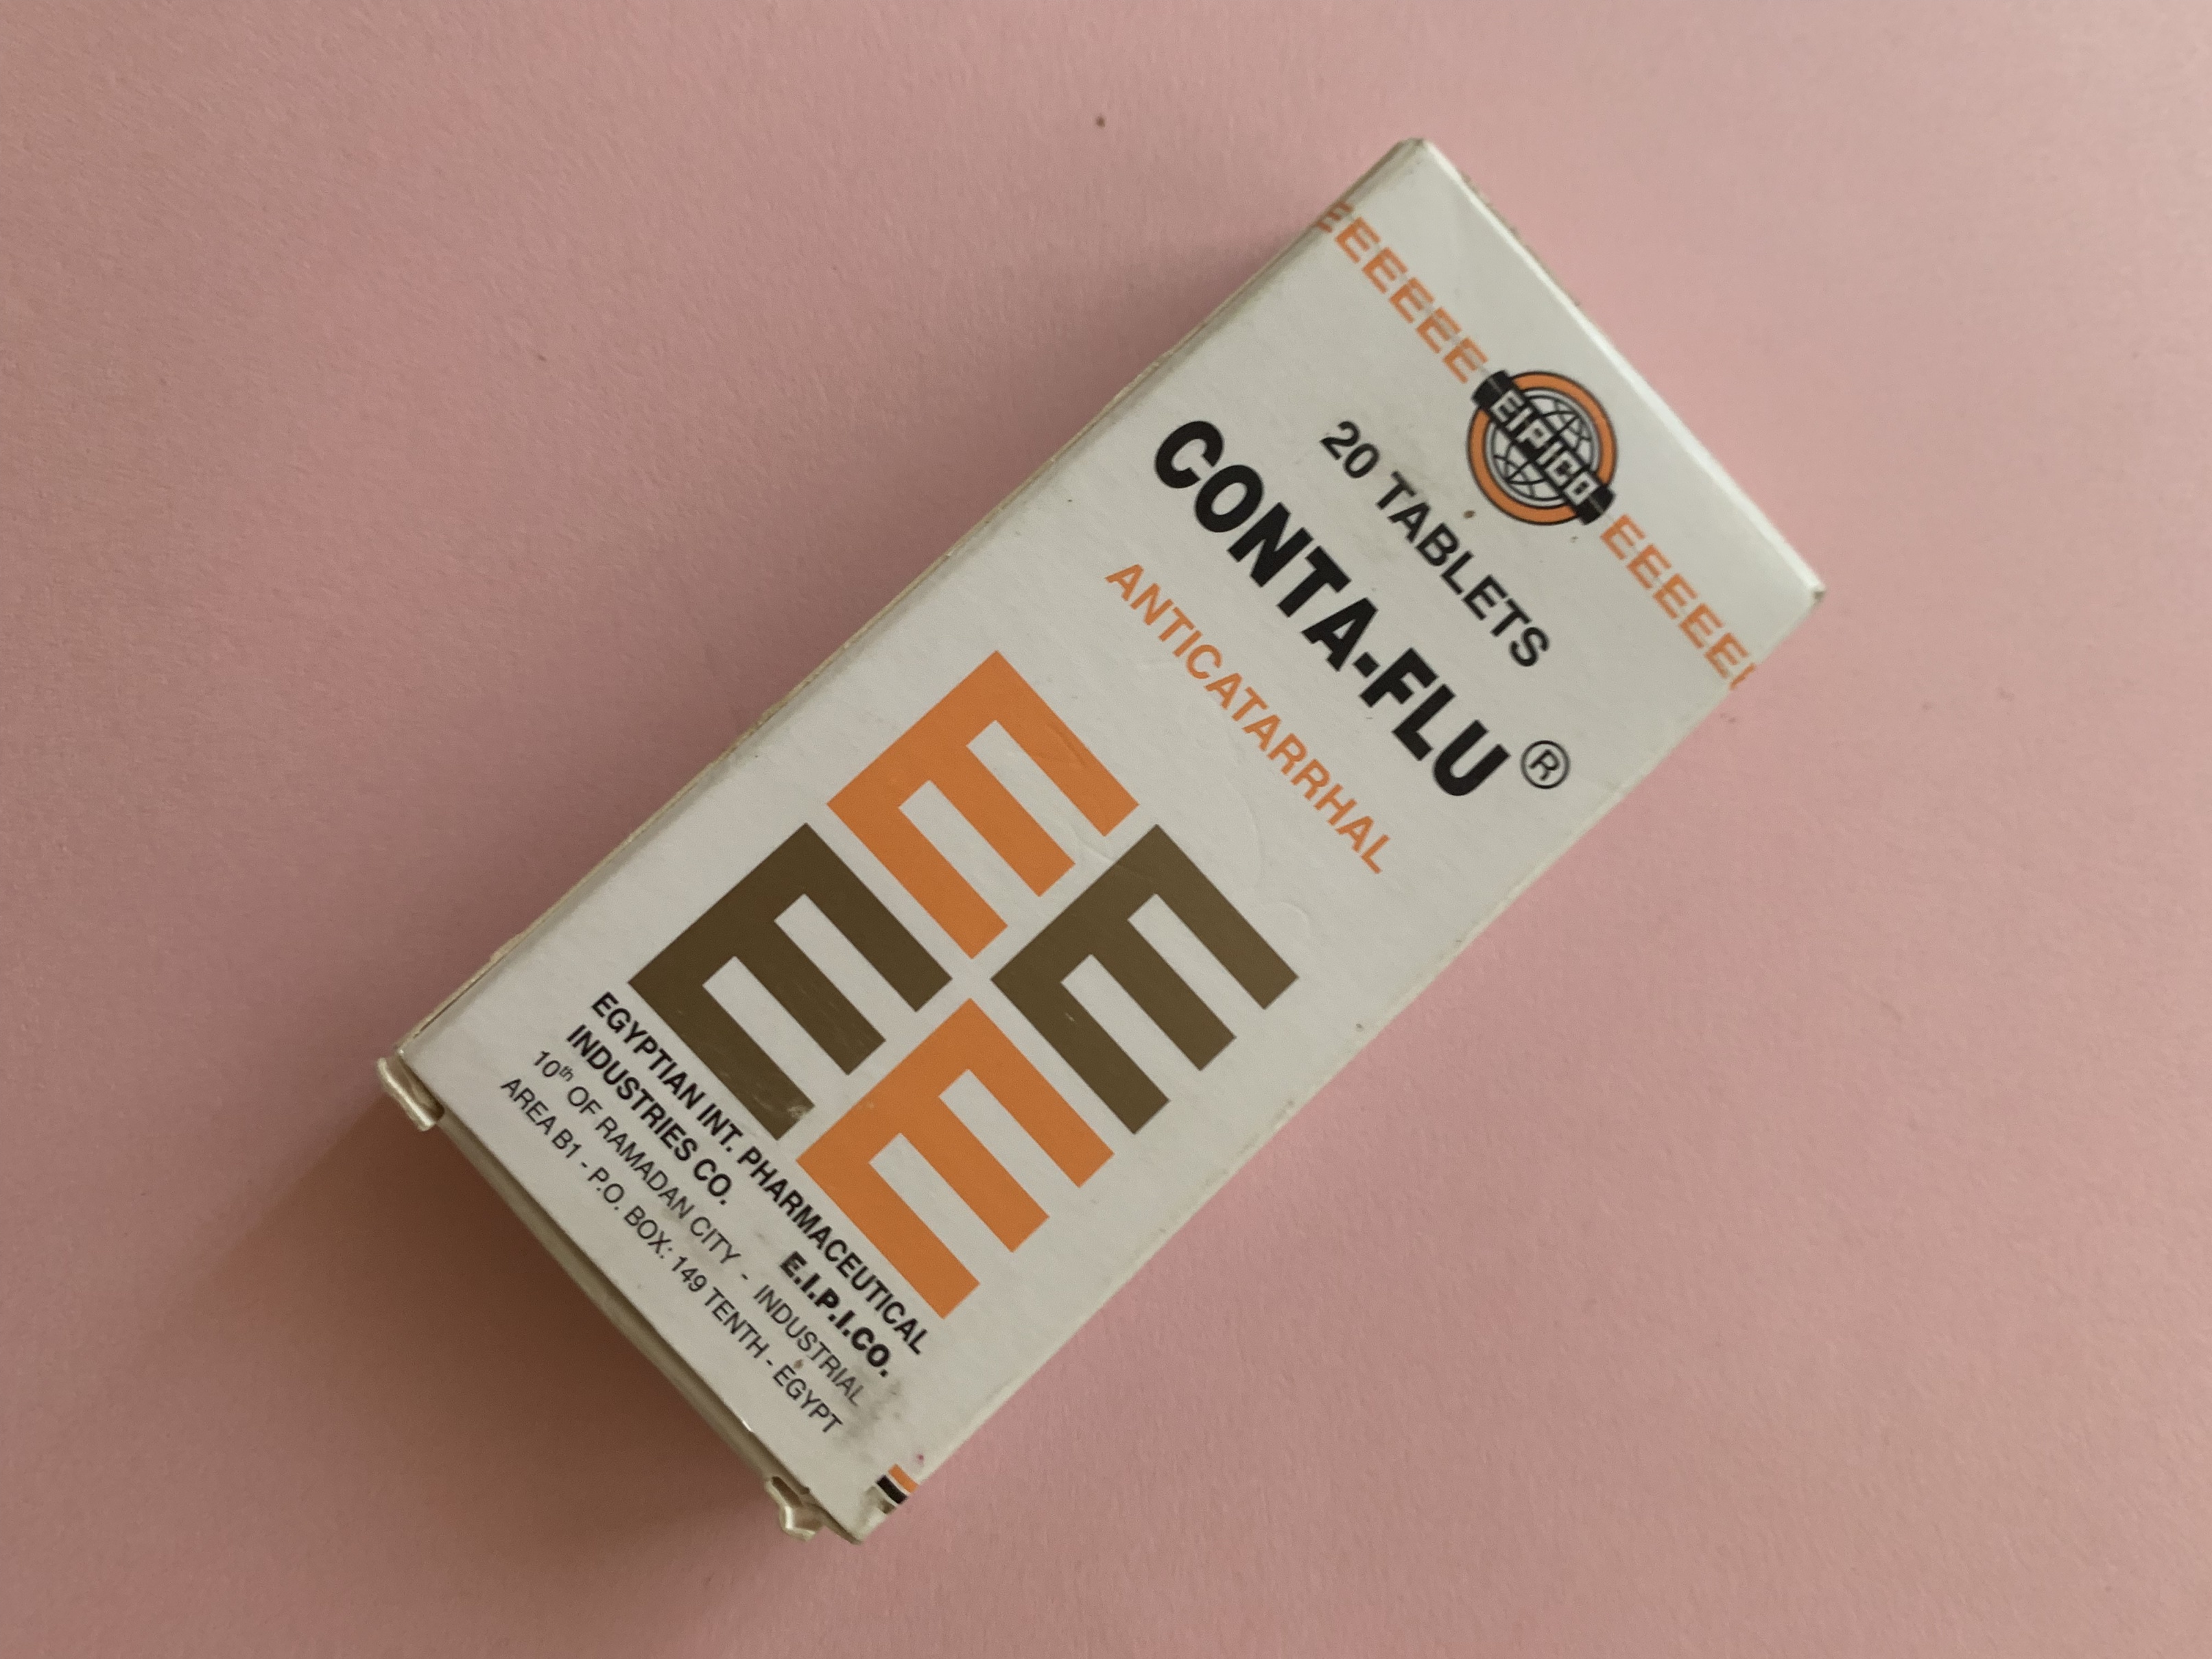 EEEEEE EIPICO EEEEEE
20 TABLETS
CONTA-FLU®
ANTICATARRHAL
E E
E E
EGYPTIAN INT. PHARMACEUTICAL
INDUSTRIES CO. E.I.P.I.CO.
10th OF RAMADAN CITY - INDUSTRIAL
AREA B1 - P.O. BOX: 149 TENTH - EGYPT